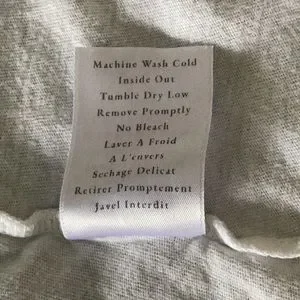 Machine Wash Cold
Inside Out
Tumble Dry Low
Remove Promptly
No Bleach
Laver A Froid
A L'envers
Sechage Delicat
Retirer Promptement
Javel Interdit